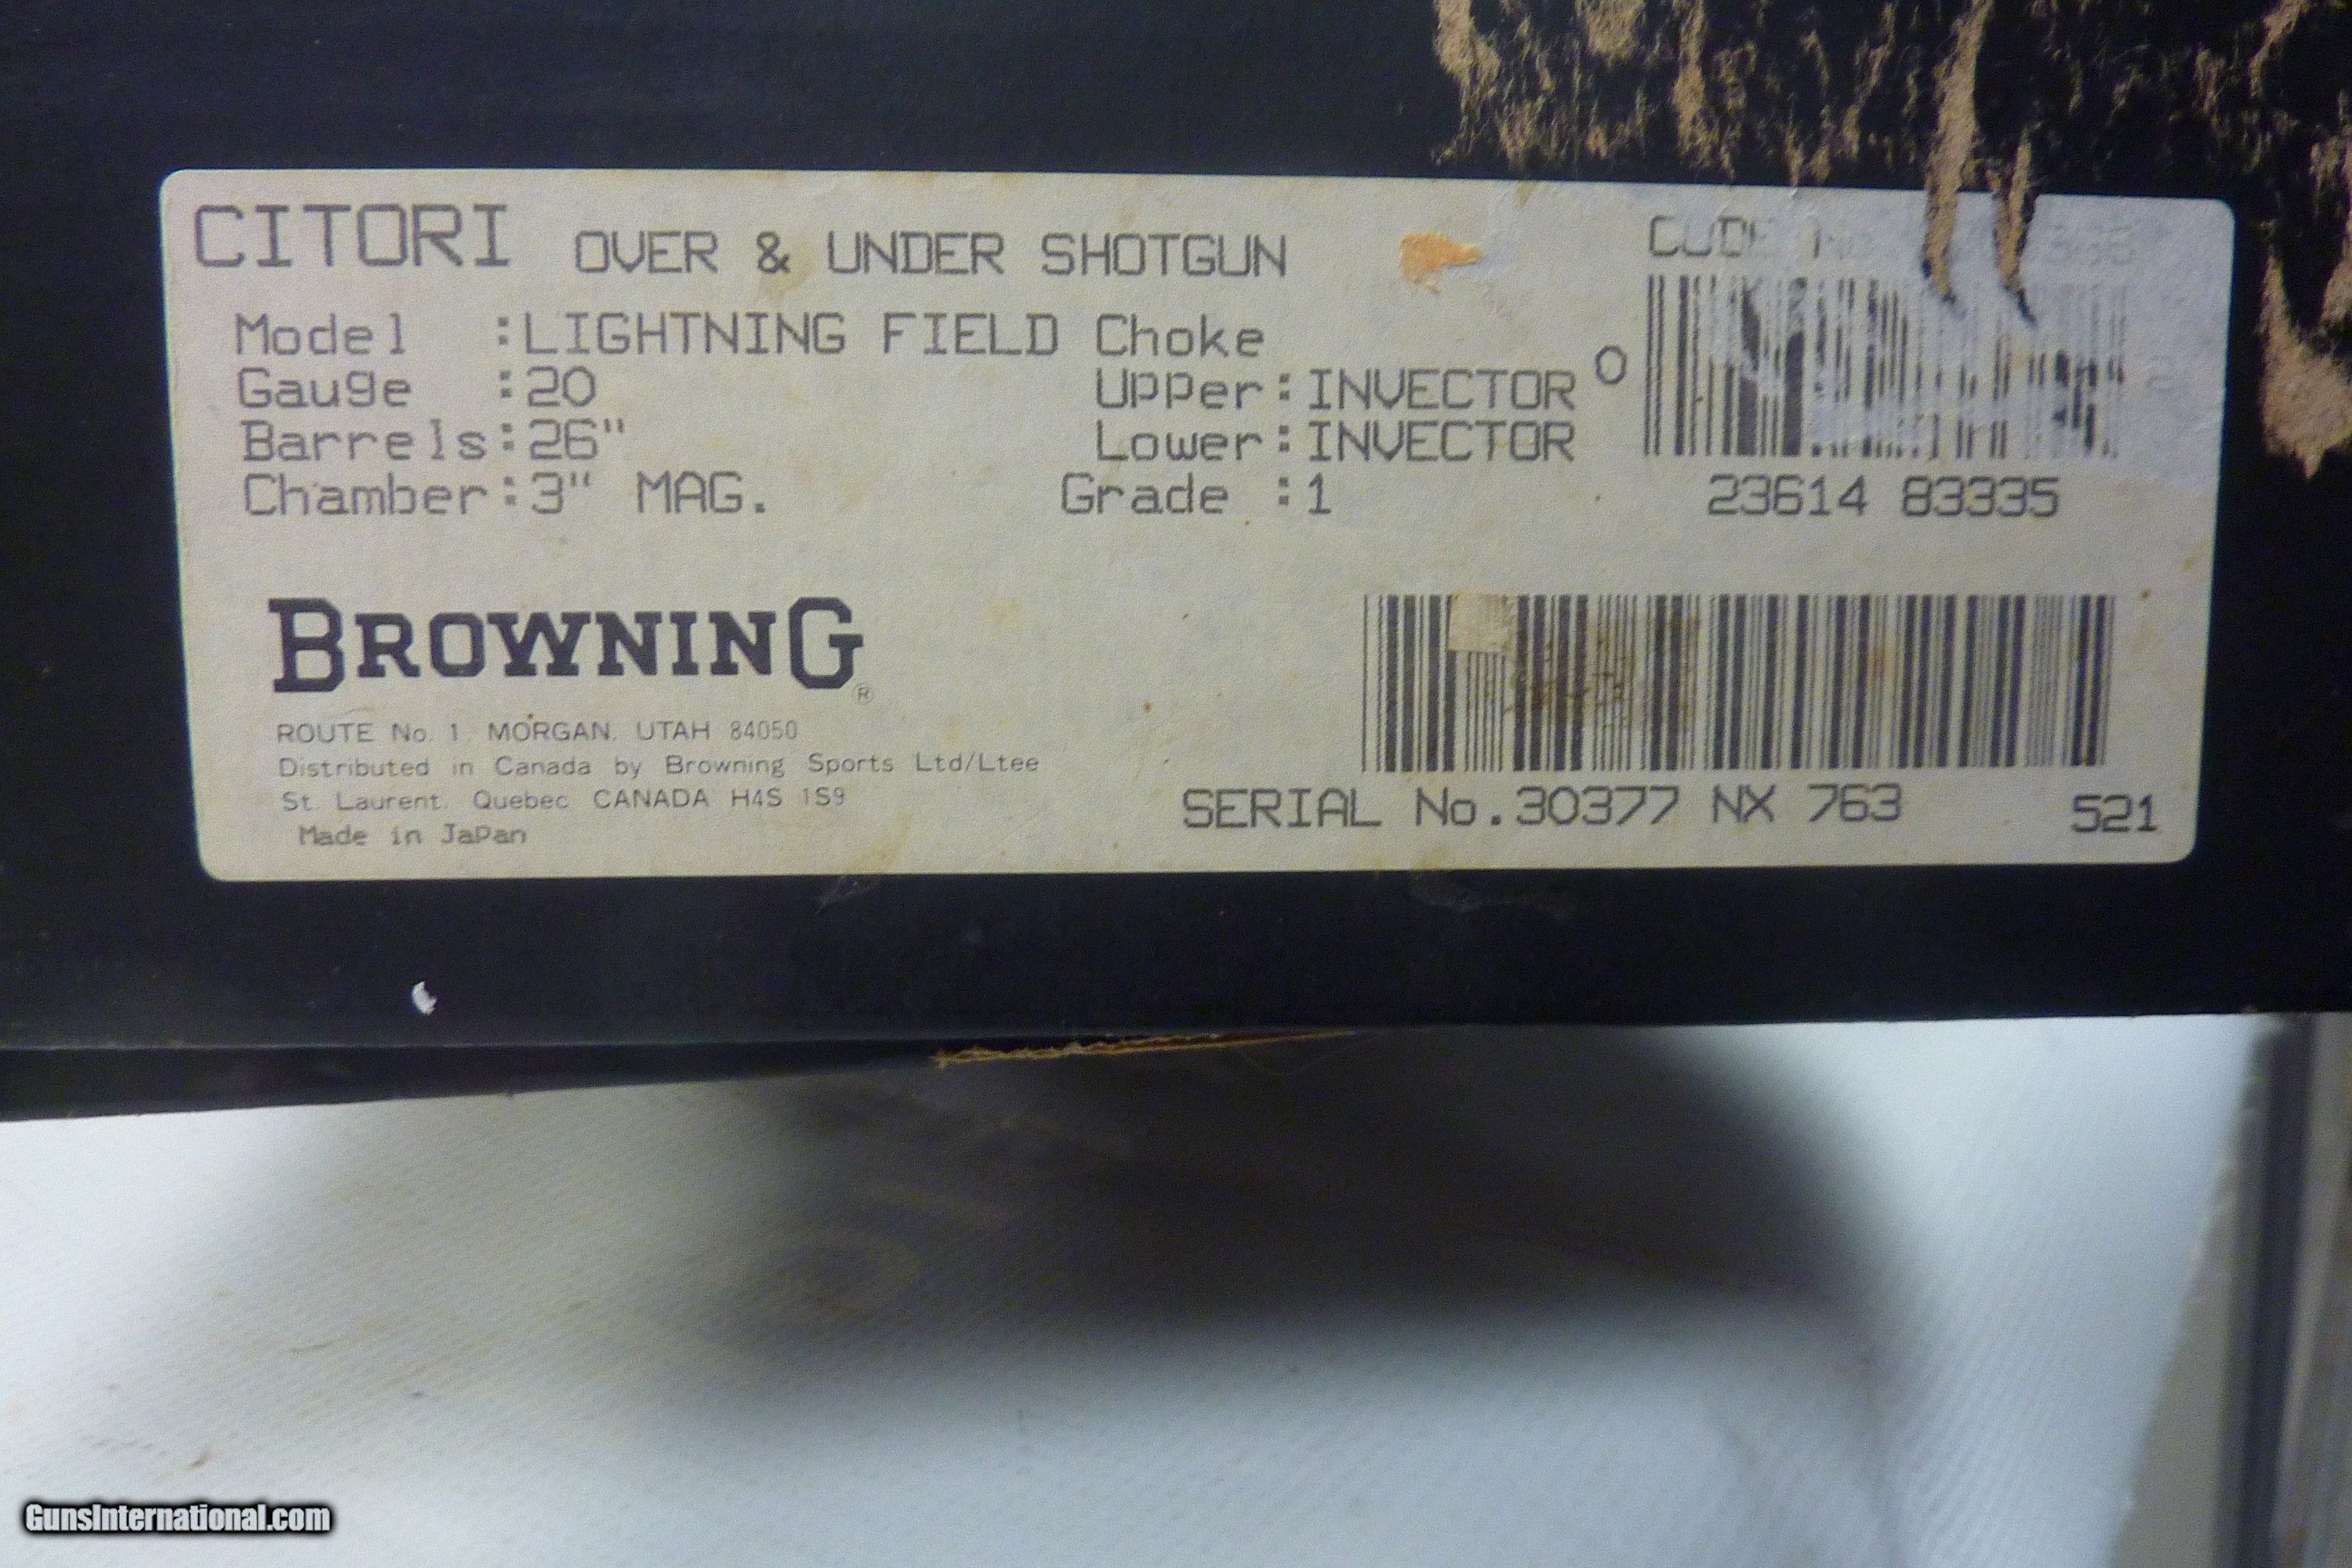 CITORI OVER & UNDER SHOTGUN
Model :LIGHTNING FIELD Choke
Gauge :20 Upper:INVECTOR
Barrels:26" Lower:INVECTOR
Chamber:3" MAG. Grade :1
0
23614 83335
BROWNING®
ROUTE No. 1, MORGAN, UTAH 84050
Distributed in Canada by Browning Sports Ltd/Ltee
St. Laurent, Quebec CANADA H4S 1S9
Made in Japan
SERIAL No.30377 NX 763 521
GunsInternational.com